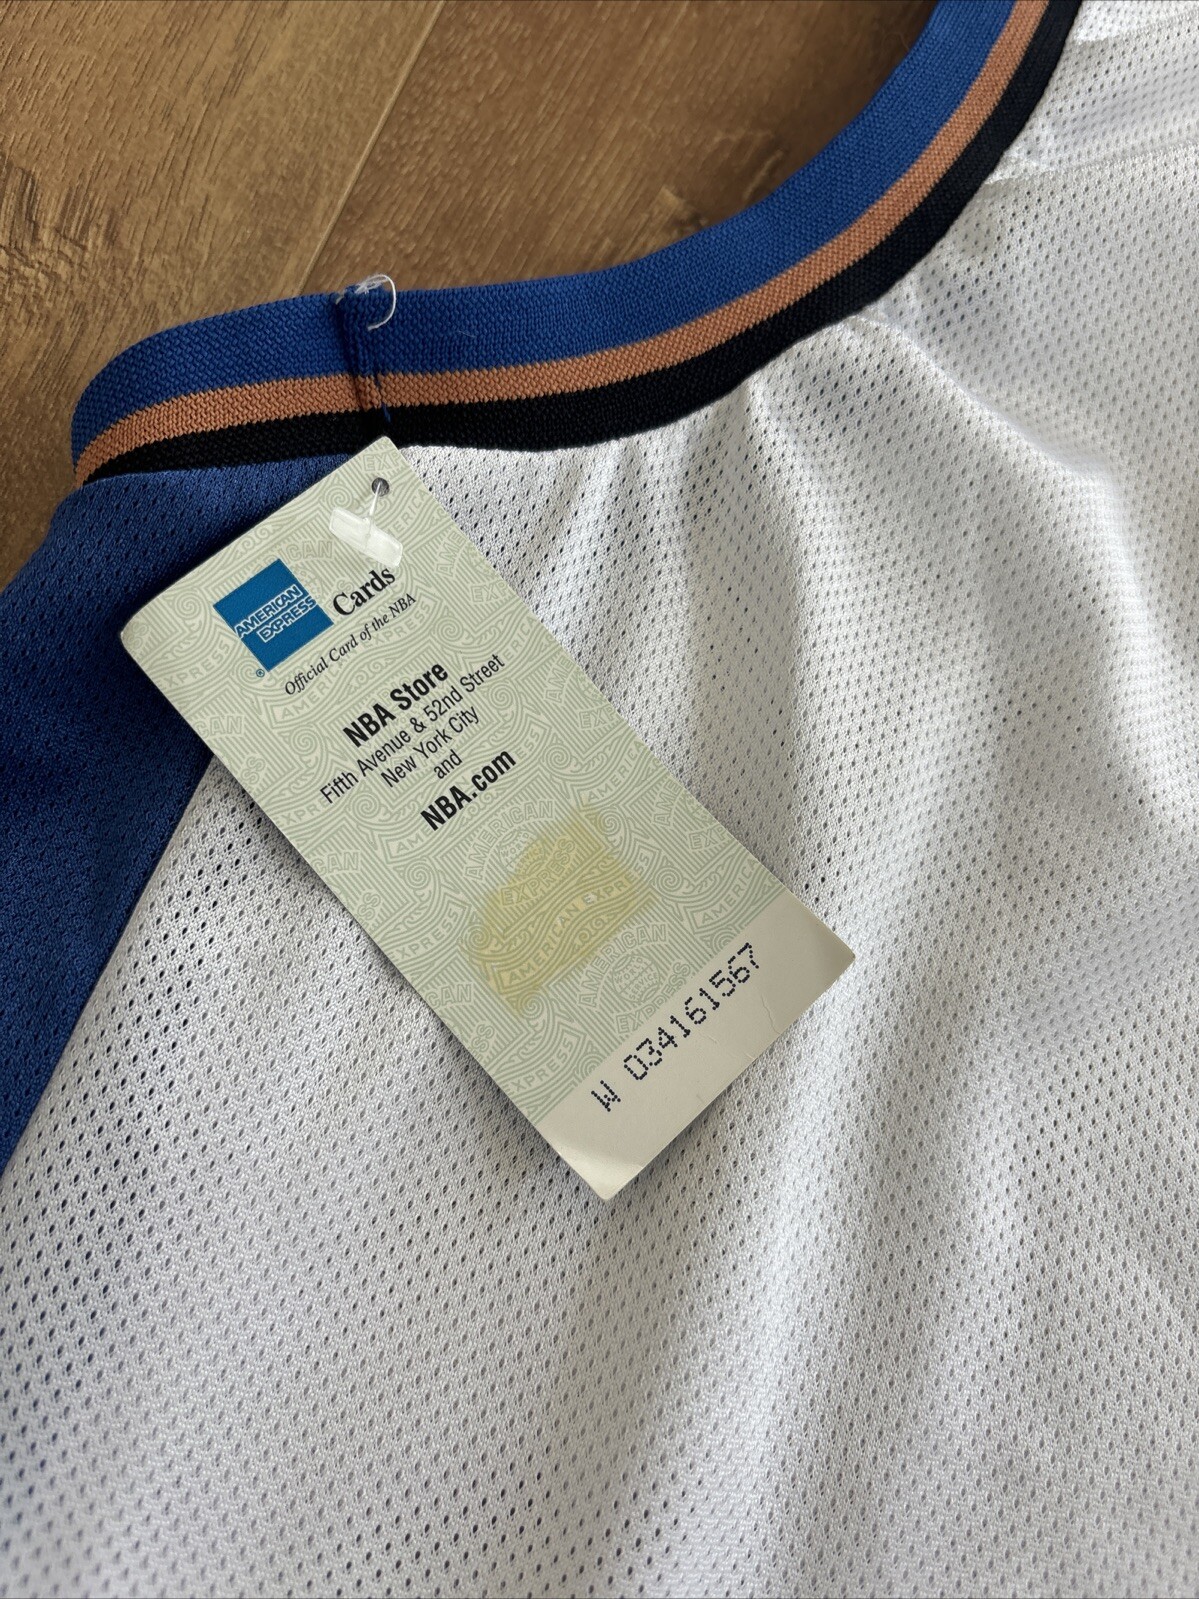 AMERICAN
EXPRESS
®
Cards
Official Card of the NBA
NBA Store
Fifth Avenue & 52nd Street
New York City
and
NBA.com
W 034161567